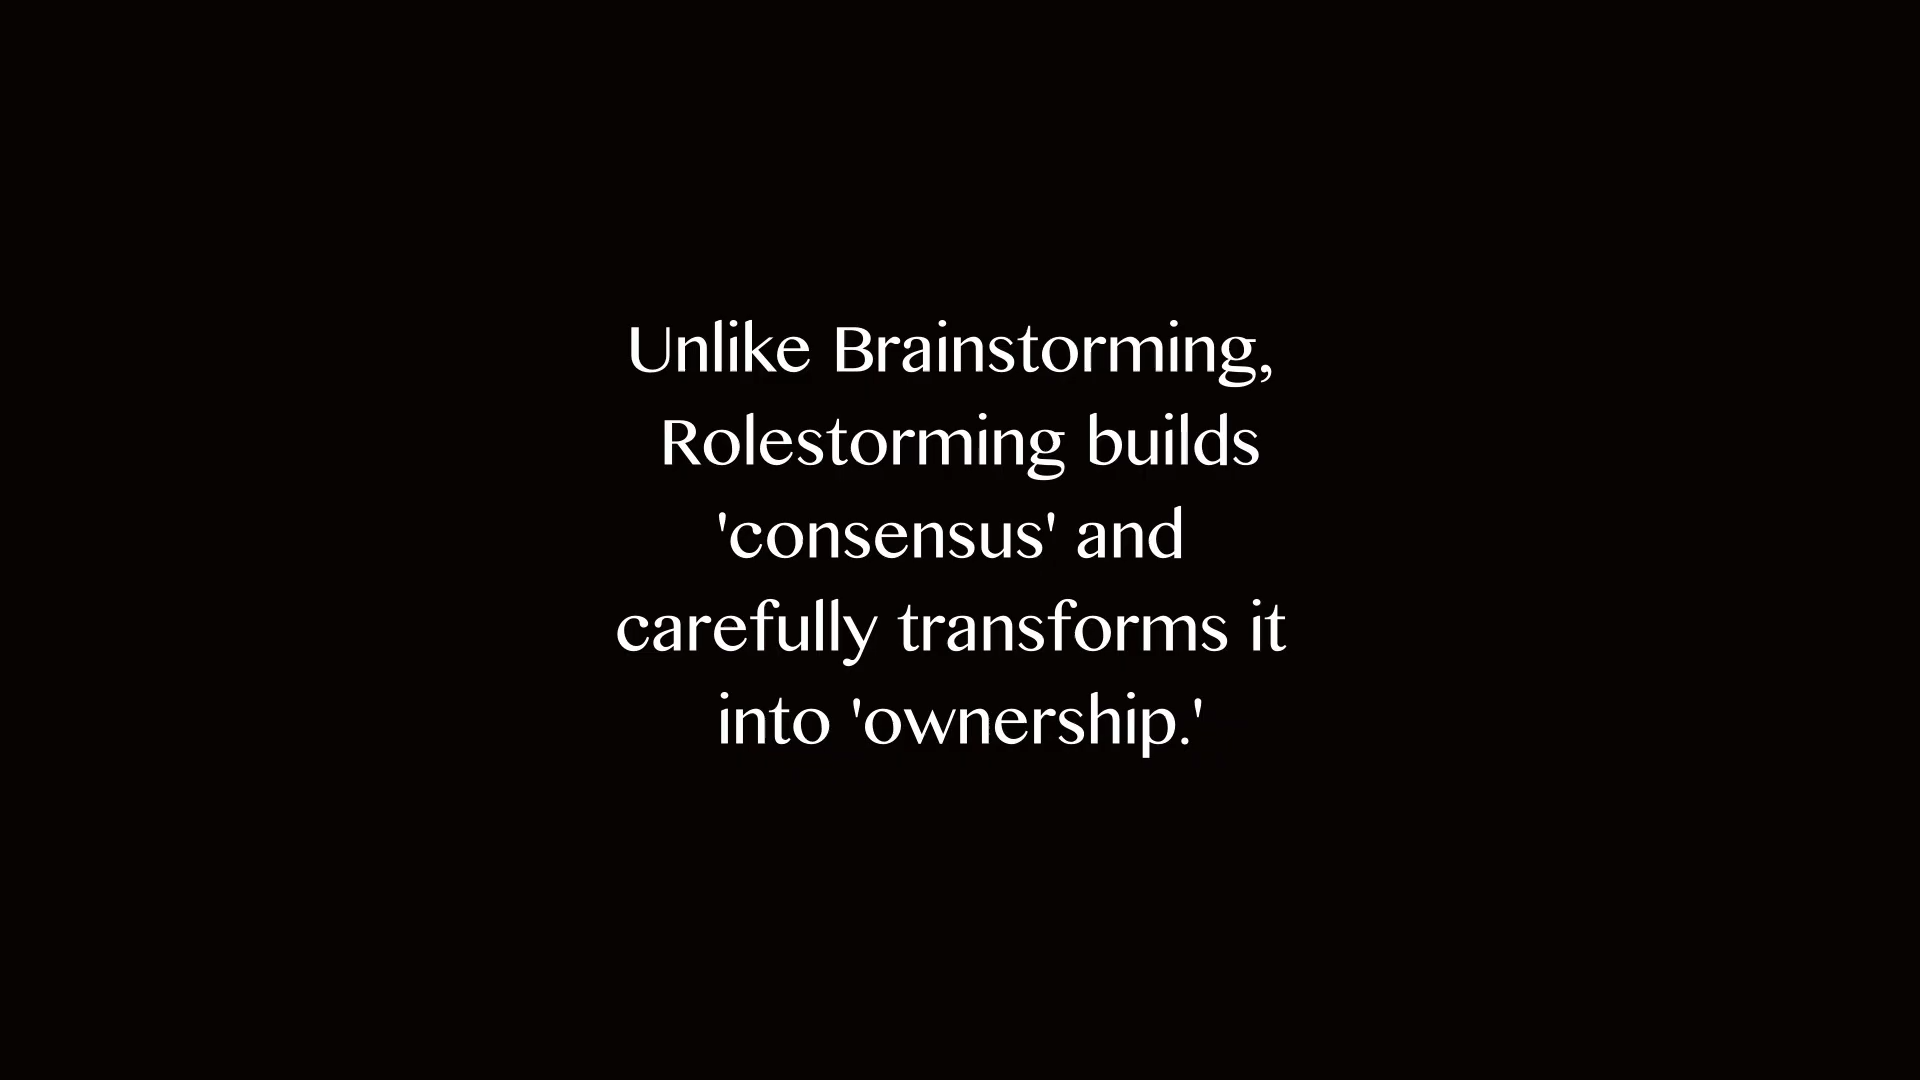 Unlike Brainstorming,
Rolestorming builds
'consensus' and
carefully transforms it
into 'ownership.'